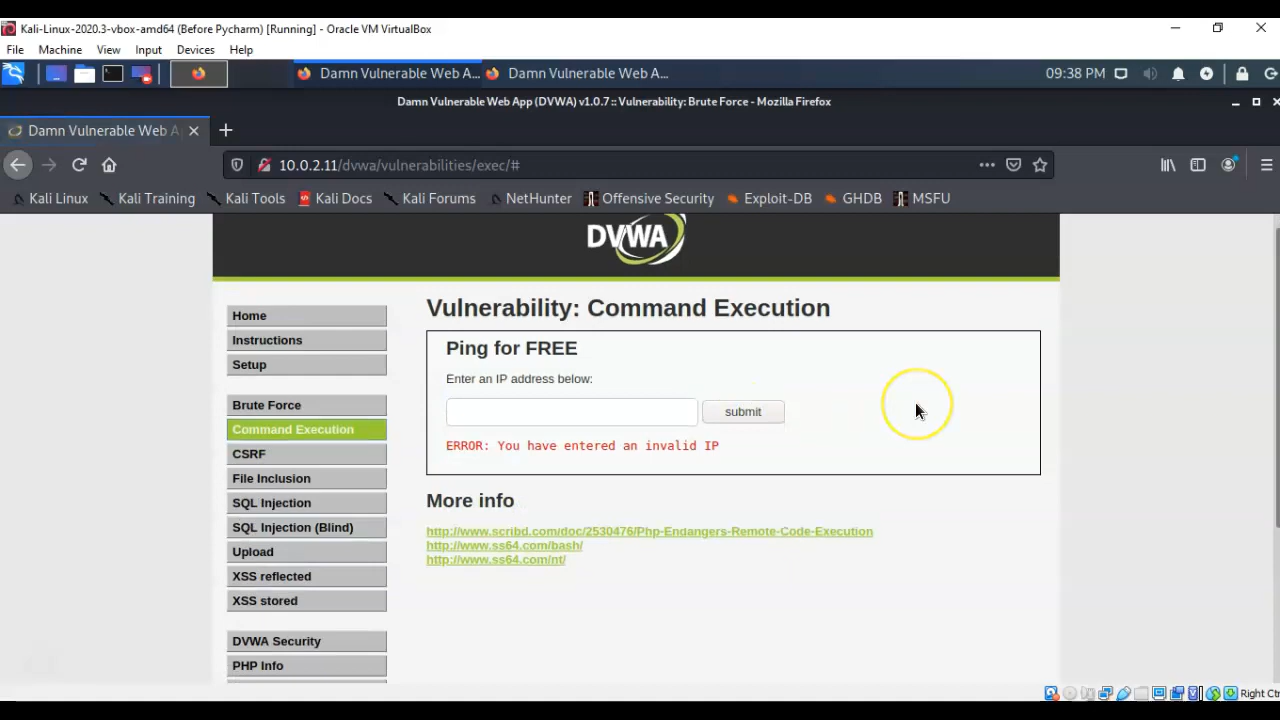 Kali-Linux-2020.3-vbox-amd64 (Before Pycharm) [Running] - Oracle VM VirtualBox
File Machine View Input Devices Help
Damn Vulnerable Web A... Damn Vulnerable Web A... 09:38 PM
Damn Vulnerable Web App (DVWA) v1.0.7 :: Vulnerability: Brute Force - Mozilla Firefox
Damn Vulnerable Web A
10.0.2.11/dvwa/vulnerabilities/exec/#
Kali Linux Kali Training Kali Tools Kali Docs Kali Forums NetHunter Offensive Security Exploit-DB GHDB MSFU
DVWA
Home
Instructions
Setup
Brute Force
Command Execution
CSRF
File Inclusion
SQL Injection
SQL Injection (Blind)
Upload
XSS reflected
XSS stored
DVWA Security
PHP Info
Vulnerability: Command Execution
Ping for FREE
Enter an IP address below:
submit
ERROR: You have entered an invalid IP
More info
http://www.scribd.com/doc/2530476/Php-Endangers-Remote-Code-Execution
http://www.ss64.com/bash/
http://www.ss64.com/nt/
Right Ctr